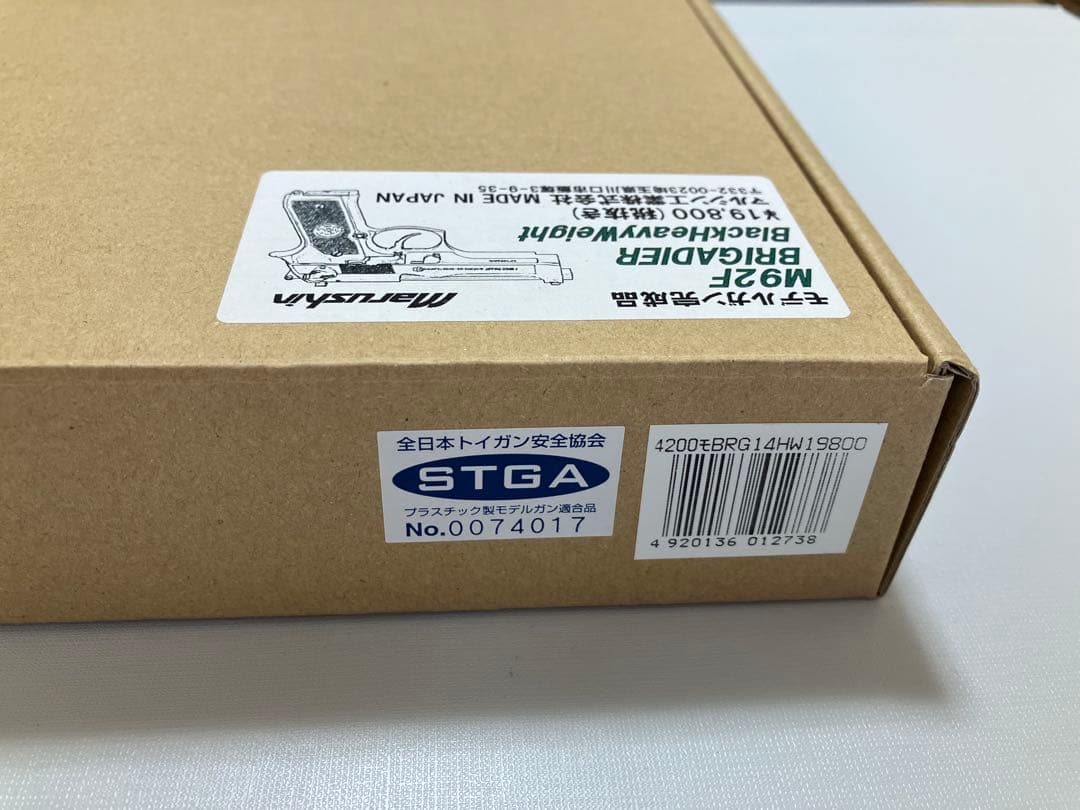 モデルガン完成品
M92F
BRIGADIER
BlackHeavyWeight
¥19,800(税抜き)
マルシン工業株式会社 MADE IN JAPAN
〒332-0023埼玉県川口市飯塚3-9-35
Marushin
全日本トイガン安全協会
STGA
プラスチック製モデルガン適合品
No.0074017
4200モBRG14HW19800
4 920136 012738